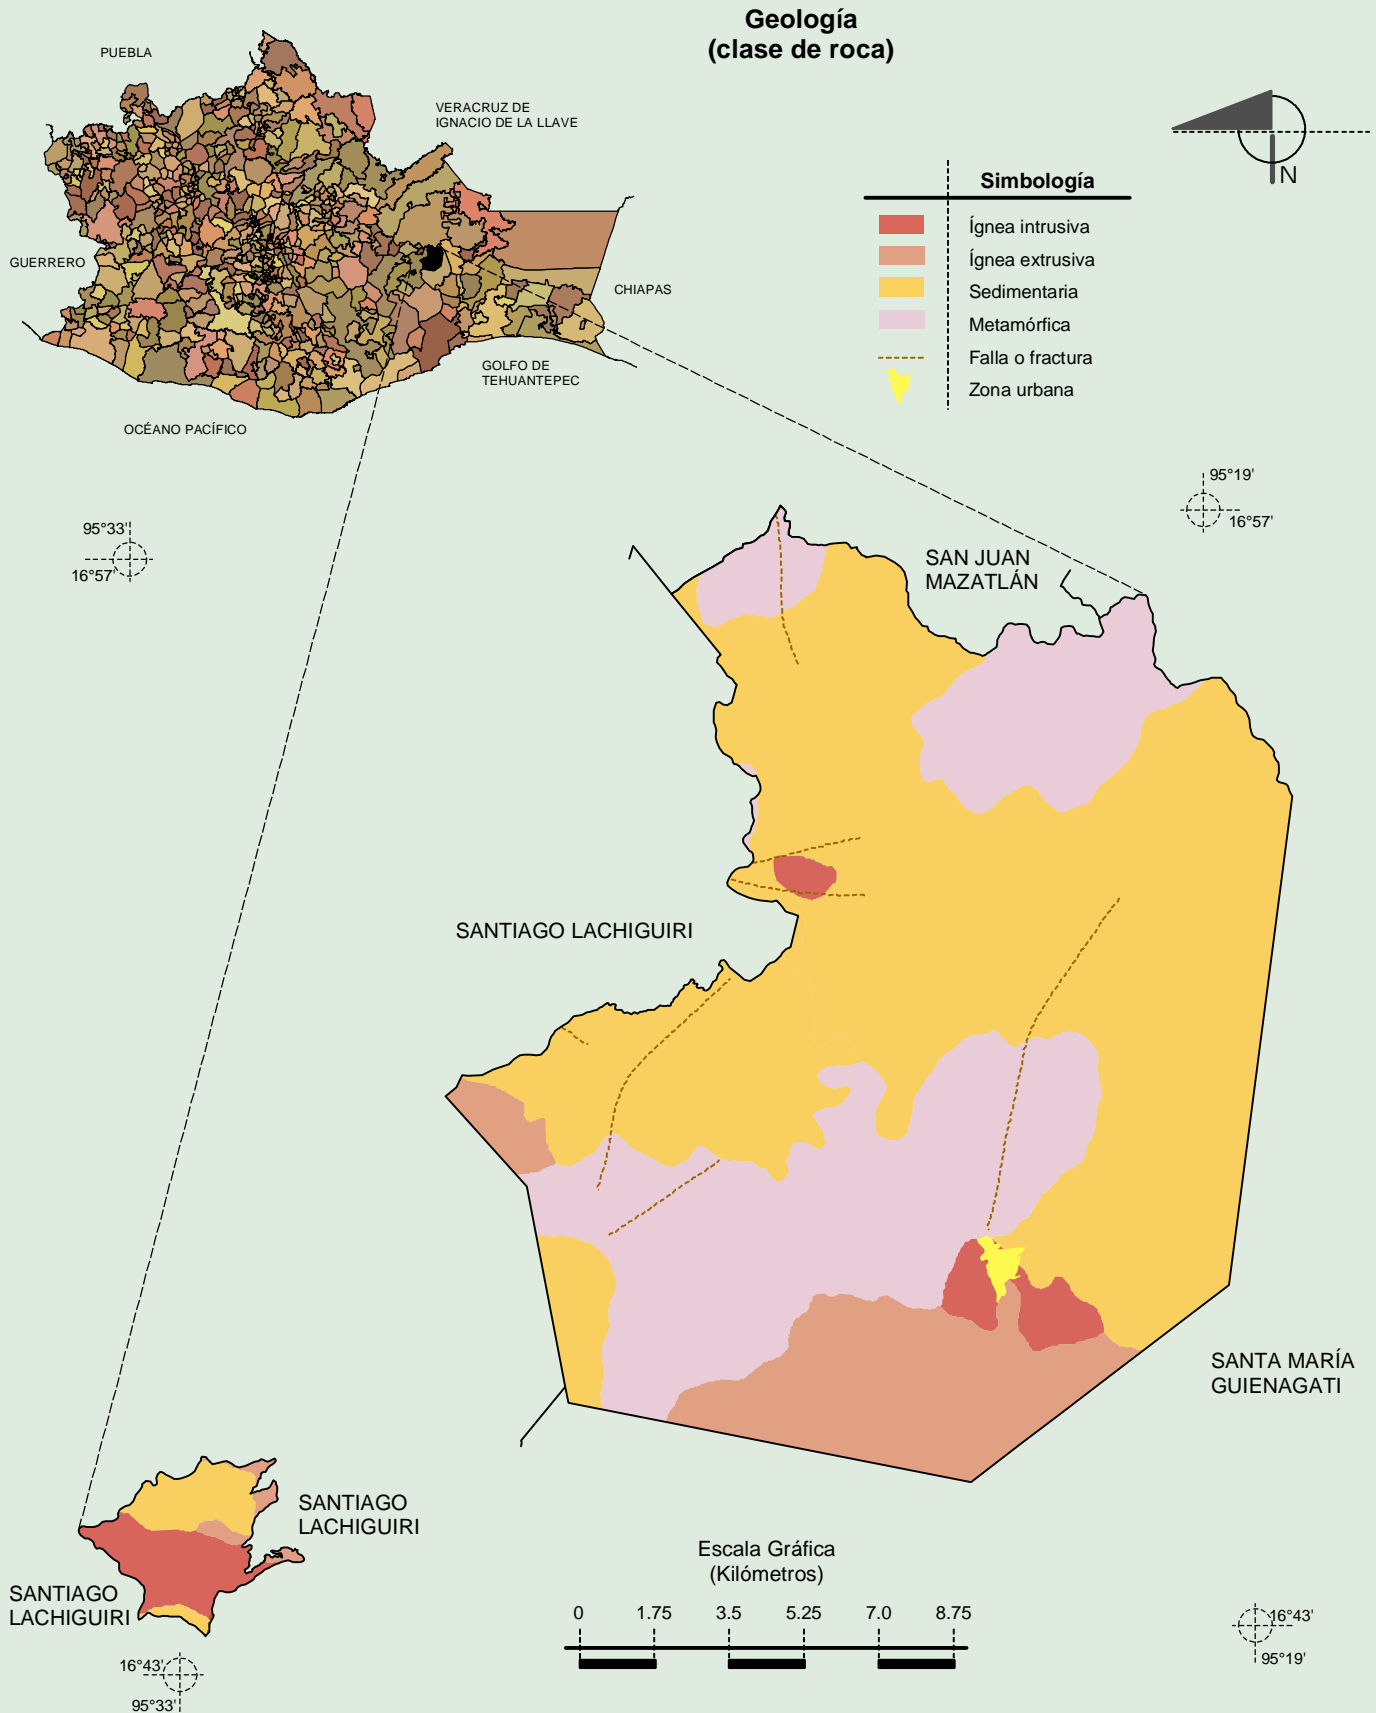 Geología
(clase de roca)
PUEBLA
VERACRUZ DE
IGNACIO DE LA LLAVE
GUERRERO
CHIAPAS
GOLFO DE
TEHUANTEPEC
OCÉANO PACÍFICO
N
Simbología
Ígnea intrusiva
Ígnea extrusiva
Sedimentaria
Metamórfica
Falla o fractura
Zona urbana
95°33'
16°57'
95°19'
16°57'
SAN JUAN
MAZATLÁN
SANTIAGO LACHIGUIRI
SANTA MARÍA
GUIENAGATI
SANTIAGO
LACHIGUIRI
SANTIAGO
LACHIGUIRI
Escala Gráfica
(Kilómetros)
0 1.75 3.5 5.25 7.0 8.75
16°43'
95°33'
16°43'
95°19'